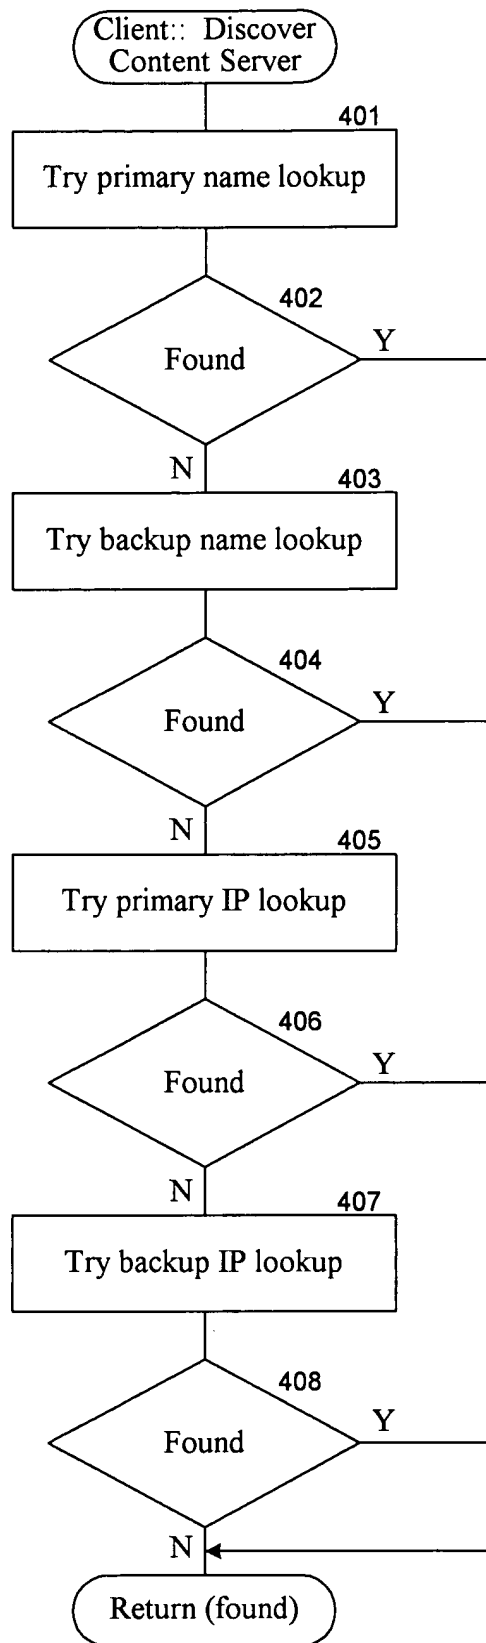 Client:: Discover
Content Server
401
Try primary name lookup
402
Found
Y
N
403
Try backup name lookup
404
Found
Y
N
405
Try primary IP lookup
406
Found
Y
N
407
Try backup IP lookup
408
Found
Y
N
Return (found)